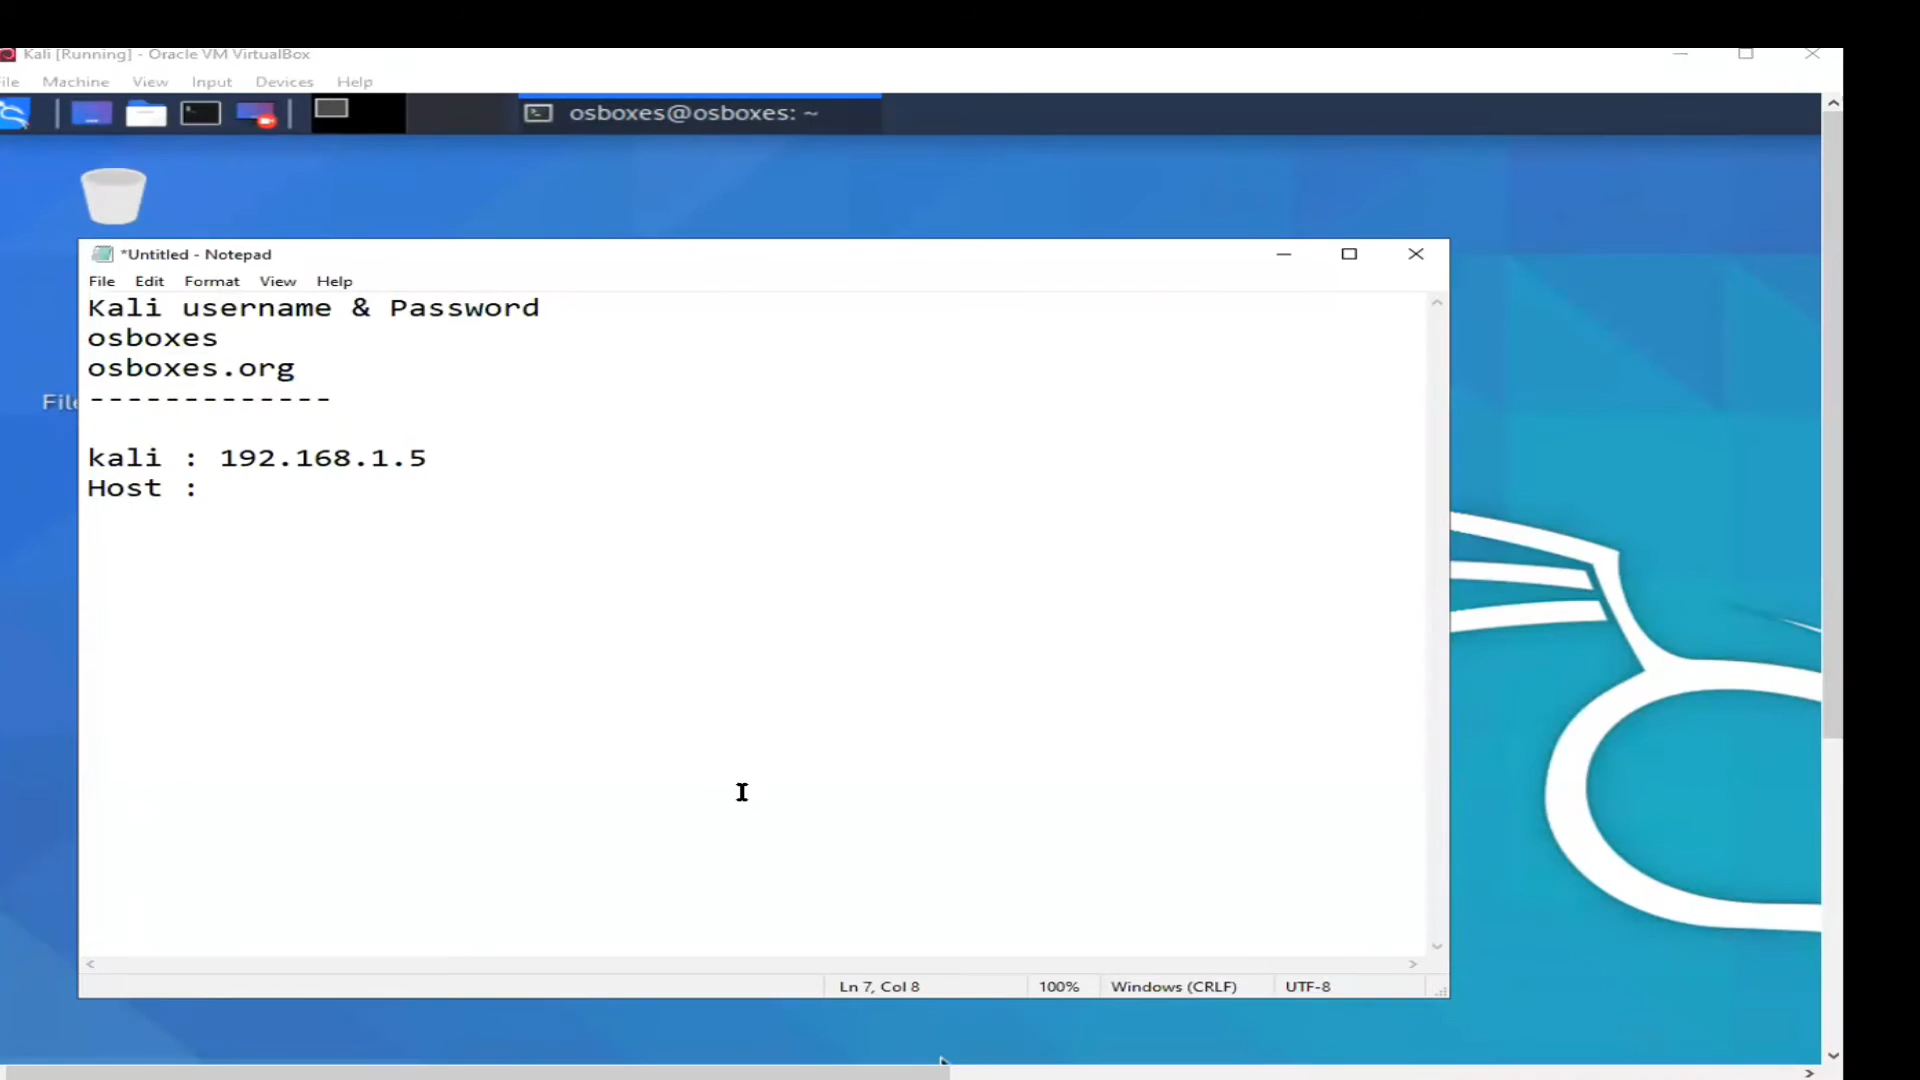 Kali [Running] - Oracle VM VirtualBox
ile Machine View Input Devices Help
osboxes@osboxes: ~
*Untitled - Notepad
File Edit Format View Help
Kali username & Password
osboxes
osboxes.org
-------------
File
kali : 192.168.1.5
Host :
Ln 7, Col 8 100% Windows (CRLF) UTF-8